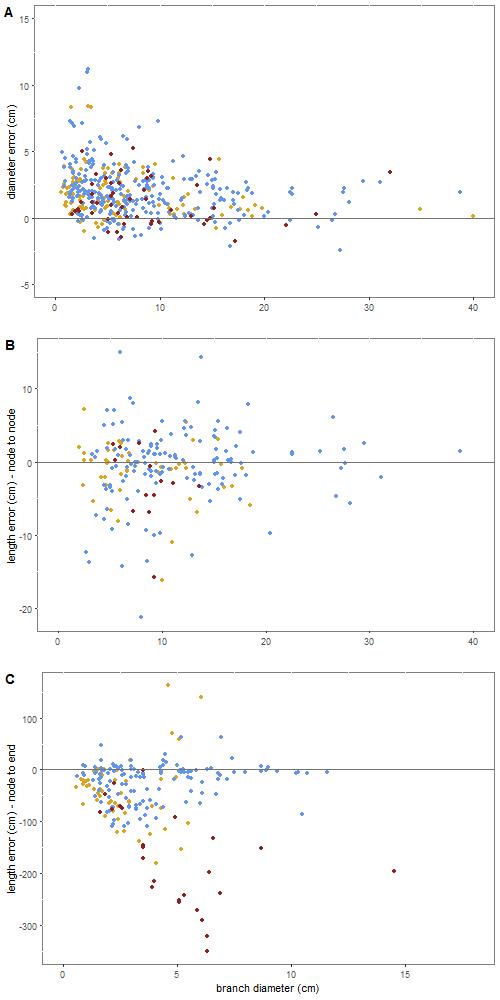 A
diameter error (cm)
15
10
5
0
-5
0 10 20 30 40
B
length error (cm) - node to node
10
0
-10
-20
0 10 20 30 40
C
length error (cm) - node to end
100
0
-100
-200
-300
0 5 10 15
branch diameter (cm)